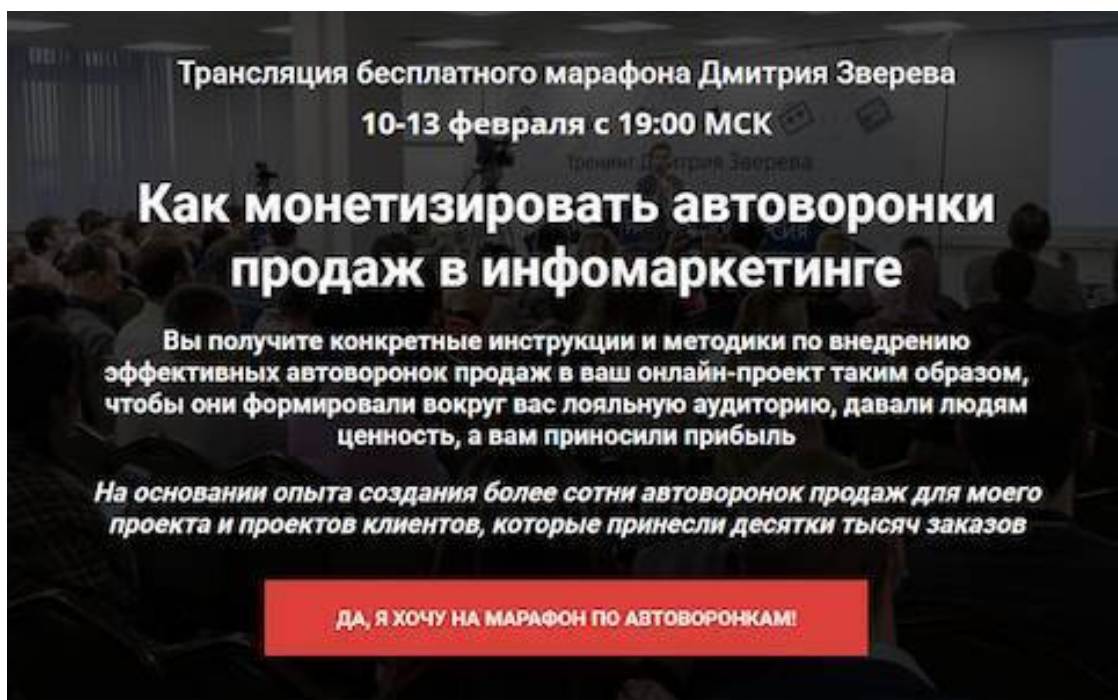 Трансляция бесплатного марафона Дмитрия Зверева
10-13 февраля с 19:00 МСК
тренинг Дмитрия Зверева
Как монетизировать автоворонки
продаж в инфомаркетинге
Вы получите конкретные инструкции и методики по внедрению
эффективных автоворонок продаж в ваш онлайн-проект таким образом,
чтобы они формировали вокруг вас лояльную аудиторию, давали людям
ценность, а вам приносили прибыль
На основании опыта создания более сотни автоворонок продаж для моего
проекта и проектов клиентов, которые принесли десятки тысяч заказов
ДА, Я ХОЧУ НА МАРАФОН ПО АВТОВОРОНКАМ!